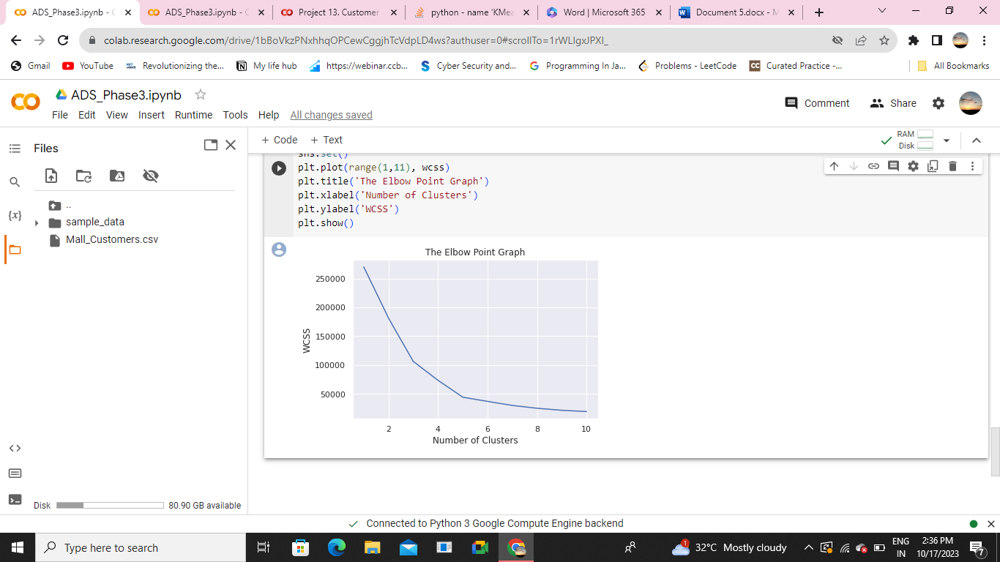 ADS_Phase3.ipynb - C
ADS_Phase3.ipynb - C
Project 13. Customer
python - name 'KMea
Word | Microsoft 365
Document 5.docx - M
colab.research.google.com/drive/1bBoVkzPNxhhqOPCewCggjhTcVdpLD4ws?authuser=0#scrollTo=1rWLIgxJPXI_
Gmail
YouTube
Revolutionizing the...
My life hub
https://webinar.ccb...
Cyber Security and...
Programming In Ja...
Problems - LeetCode
CC
Curated Practice -...
All Bookmarks
ADS_Phase3.ipynb
File Edit View Insert Runtime Tools Help All changes saved
Comment
Share
Files
+ Code + Text
RAM
Disk
{x}
..
sample_data
Mall_Customers.csv
sns.set()
plt.plot(range(1,11), wcss)
plt.title('The Elbow Point Graph')
plt.xlabel('Number of Clusters')
plt.ylabel('WCSS')
plt.show()
The Elbow Point Graph
250000
200000
150000
100000
50000
WCSS
2 4 6 8 10
Number of Clusters
Disk 80.90 GB available
Connected to Python 3 Google Compute Engine backend
Type here to search
1
32°C Mostly cloudy
ENG
IN
2:36 PM
10/17/2023
7